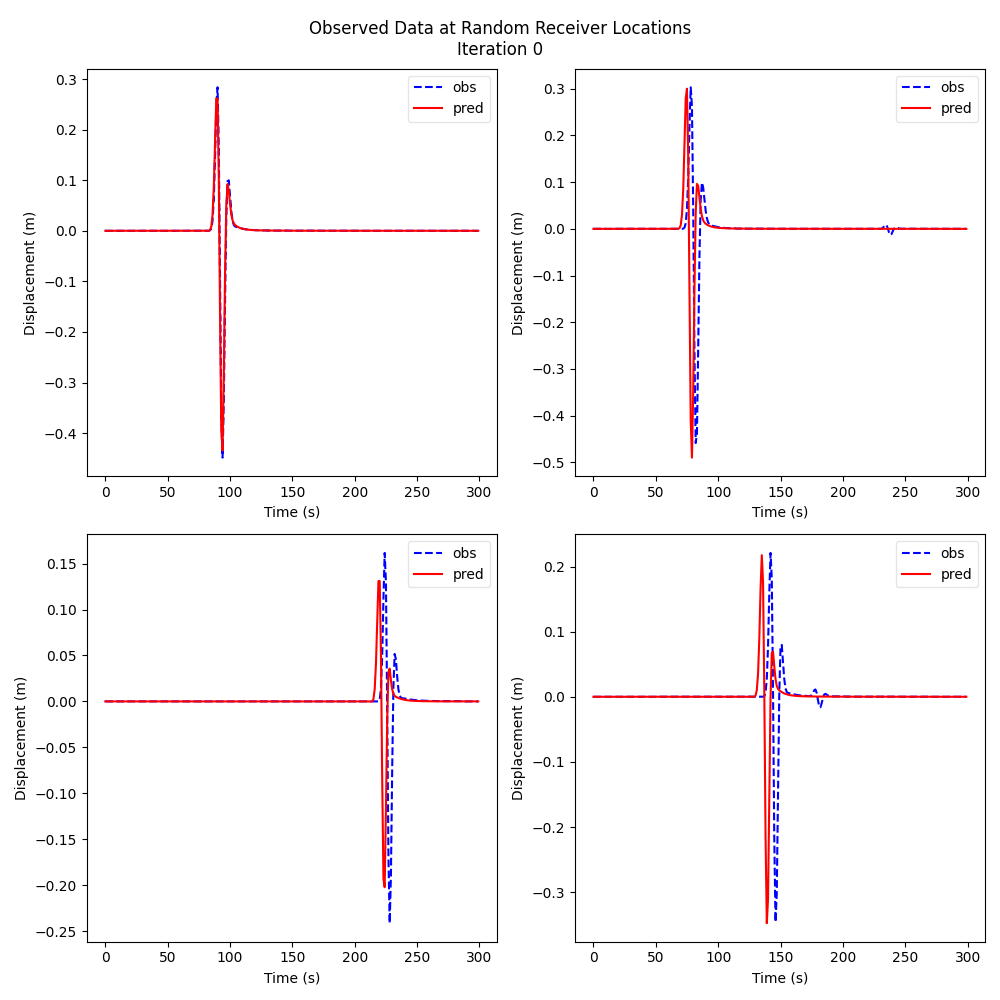 Observed Data at Random Receiver Locations
Iteration 0
0.3
0.2
0.1
0.0
−0.1
−0.2
−0.3
−0.4
Displacement (m)
obs
pred
0 50 100 150 200 250 300
Time (s)
0.3
0.2
0.1
0.0
−0.1
−0.2
−0.3
−0.4
−0.5
Displacement (m)
obs
pred
0 50 100 150 200 250 300
Time (s)
0.15
0.10
0.05
0.00
−0.05
−0.10
−0.15
−0.20
−0.25
Displacement (m)
obs
pred
0 50 100 150 200 250 300
Time (s)
0.2
0.1
0.0
−0.1
−0.2
−0.3
Displacement (m)
obs
pred
0 50 100 150 200 250 300
Time (s)